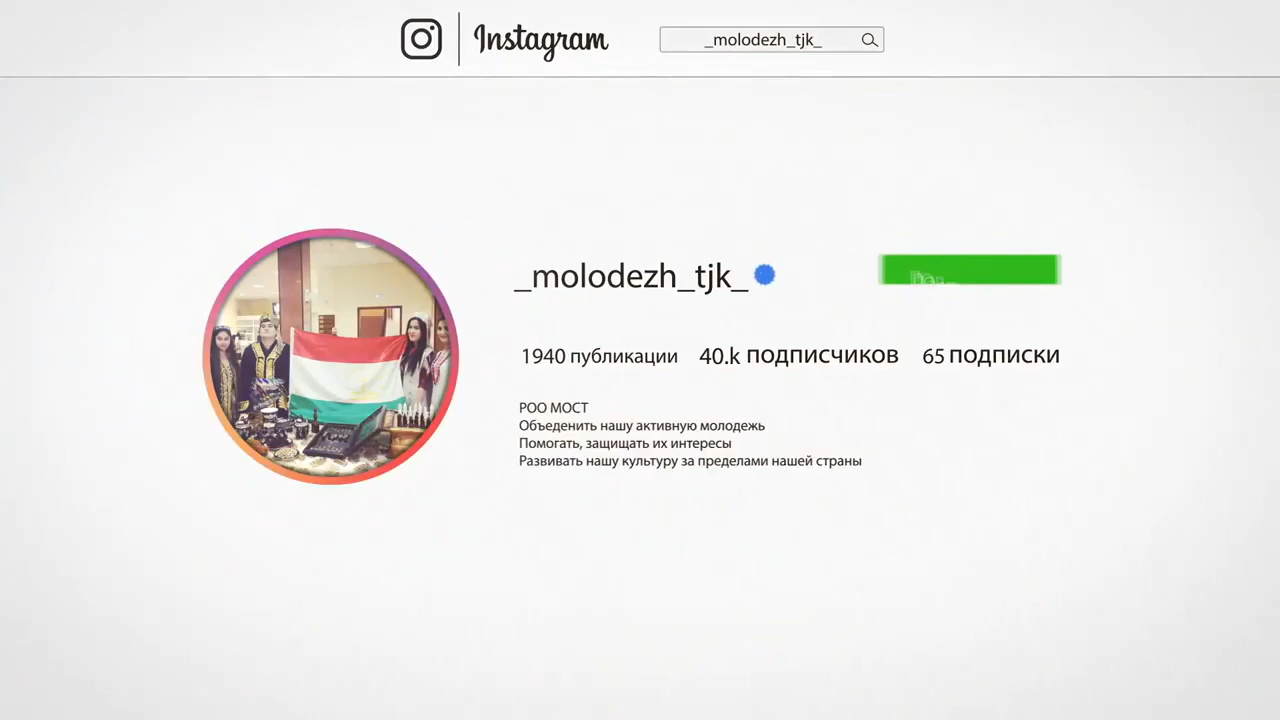 Instagram
_molodezh_tjk_
_molodezh_tjk_
1940 публикации 40.k подписчиков 65 подписки
РОО МОСТ
Объеденить нашу активную молодежь
Помогать, защищать их интересы
Развивать нашу культуру за пределами нашей страны